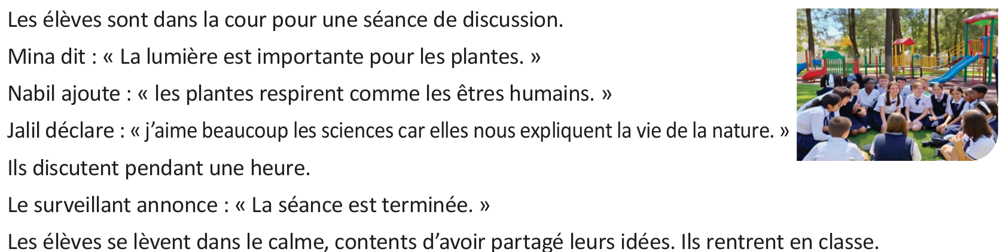 Les élèves sont dans la cour pour une séance de discussion.
Mina dit : « La lumière est importante pour les plantes. »
Nabil ajoute : « les plantes respirent comme les êtres humains. »
Jalil déclare : « j’aime beaucoup les sciences car elles nous expliquent la vie de la nature. »
Ils discutent pendant une heure.
Le surveillant annonce : « La séance est terminée. »
Les élèves se lèvent dans le calme, contents d’avoir partagé leurs idées. Ils rentrent en classe.